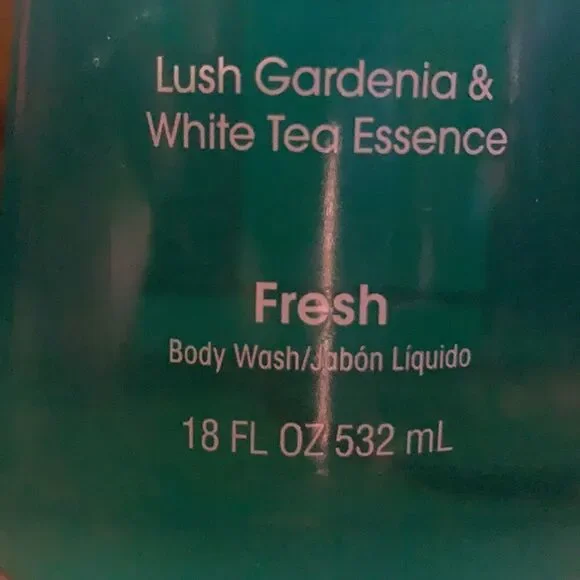 Lush Gardenia &
White Tea Essence
Fresh
Body Wash/Jabón Líquido
18 FL OZ 532 mL